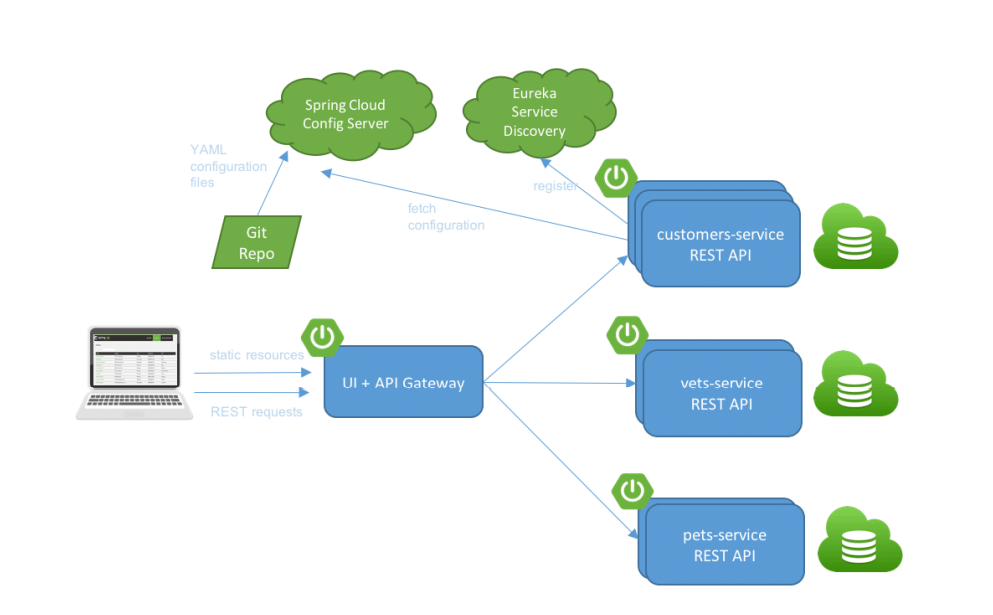 Spring Cloud
Config Server
Eureka
Service
Discovery
YAML
configuration
files
register
fetch
configuration
Git
Repo
customers-service
REST API
static resources
REST requests
UI + API Gateway
vets-service
REST API
pets-service
REST API